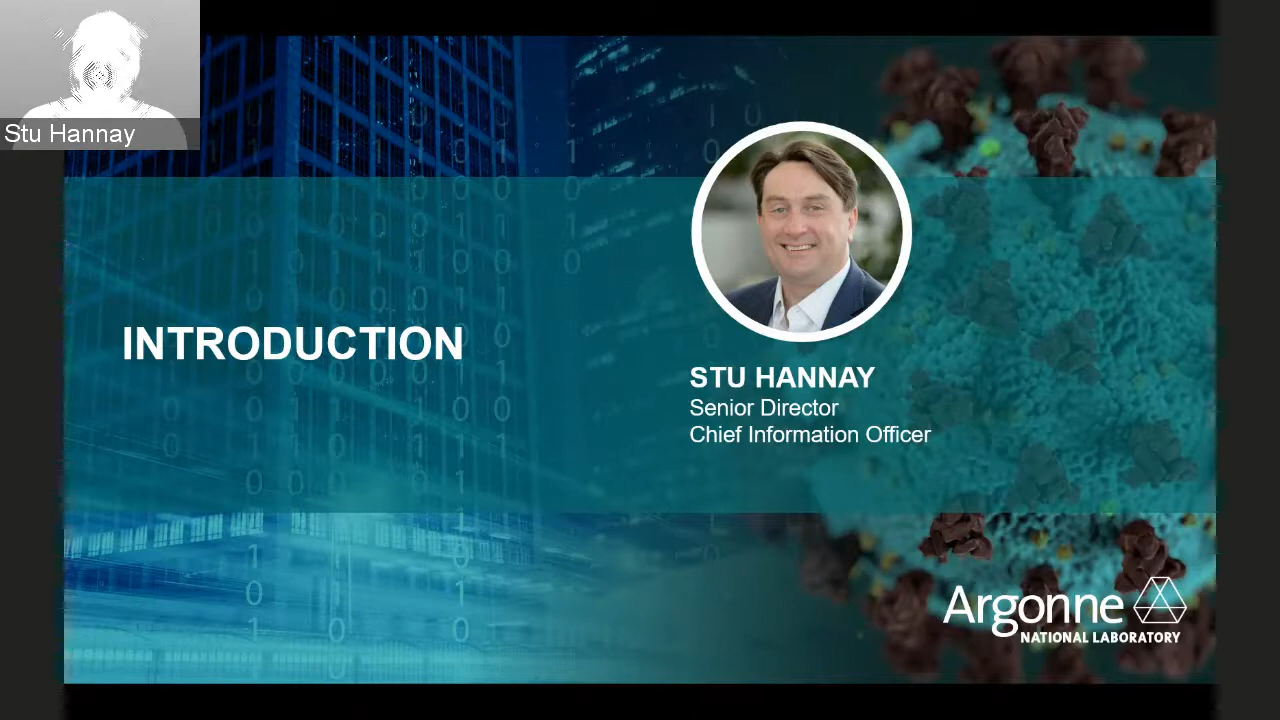 Stu Hannay
INTRODUCTION
STU HANNAY
Senior Director
Chief Information Officer
Argonne
NATIONAL LABORATORY